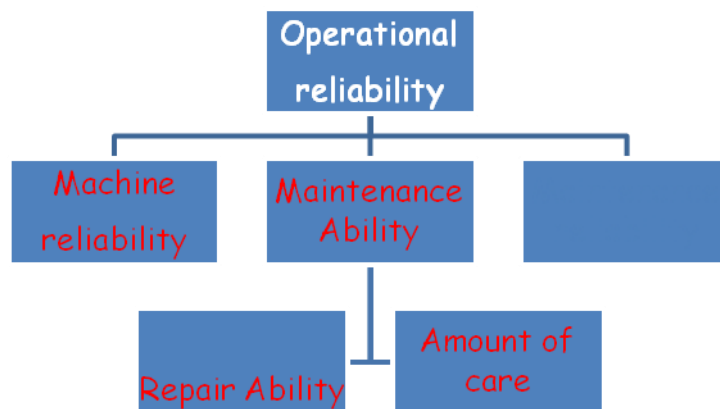 Operational
reliability
Machine
reliability
Maintenance
Ability
Repair Ability
Amount of
care